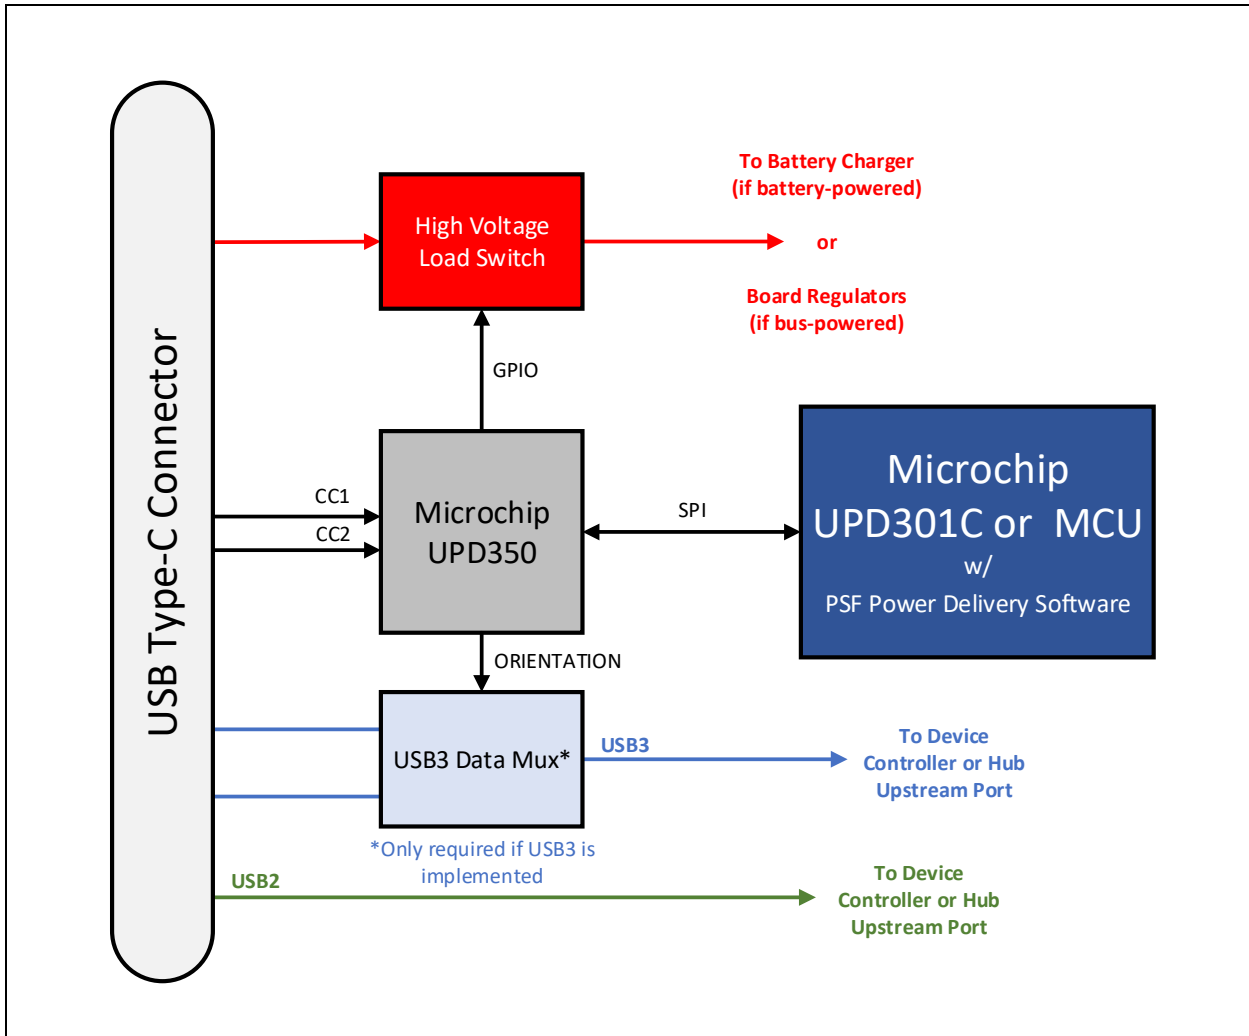 USB Type-C Connector
To Battery Charger
(if battery-powered)
or
Board Regulators
(if bus-powered)
High Voltage
Load Switch
GPIO
CC1
CC2
Microchip
UPD350
SPI
Microchip
UPD301C or MCU
w/
PSF Power Delivery Software
ORIENTATION
USB3 Data Mux*
USB3
To Device
Controller or Hub
Upstream Port
*Only required if USB3 is
implemented
USB2
To Device
Controller or Hub
Upstream Port